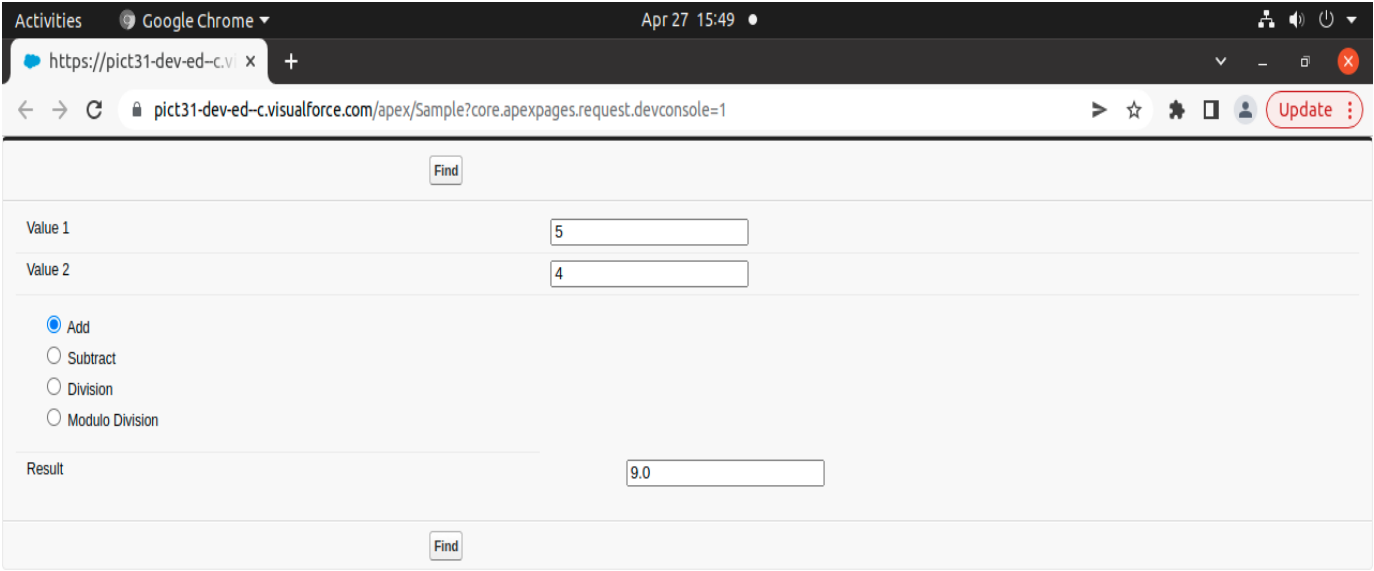 Activities Google Chrome Apr 27 15:49
https://pict31-dev-ed--c.vi
pict31-dev-ed--c.visualforce.com/apex/Sample?core.apexpages.request.devconsole=1 Update
Find
Value 1 5
Value 2 4
Add
Subtract
Division
Modulo Division
Result 9.0
Find